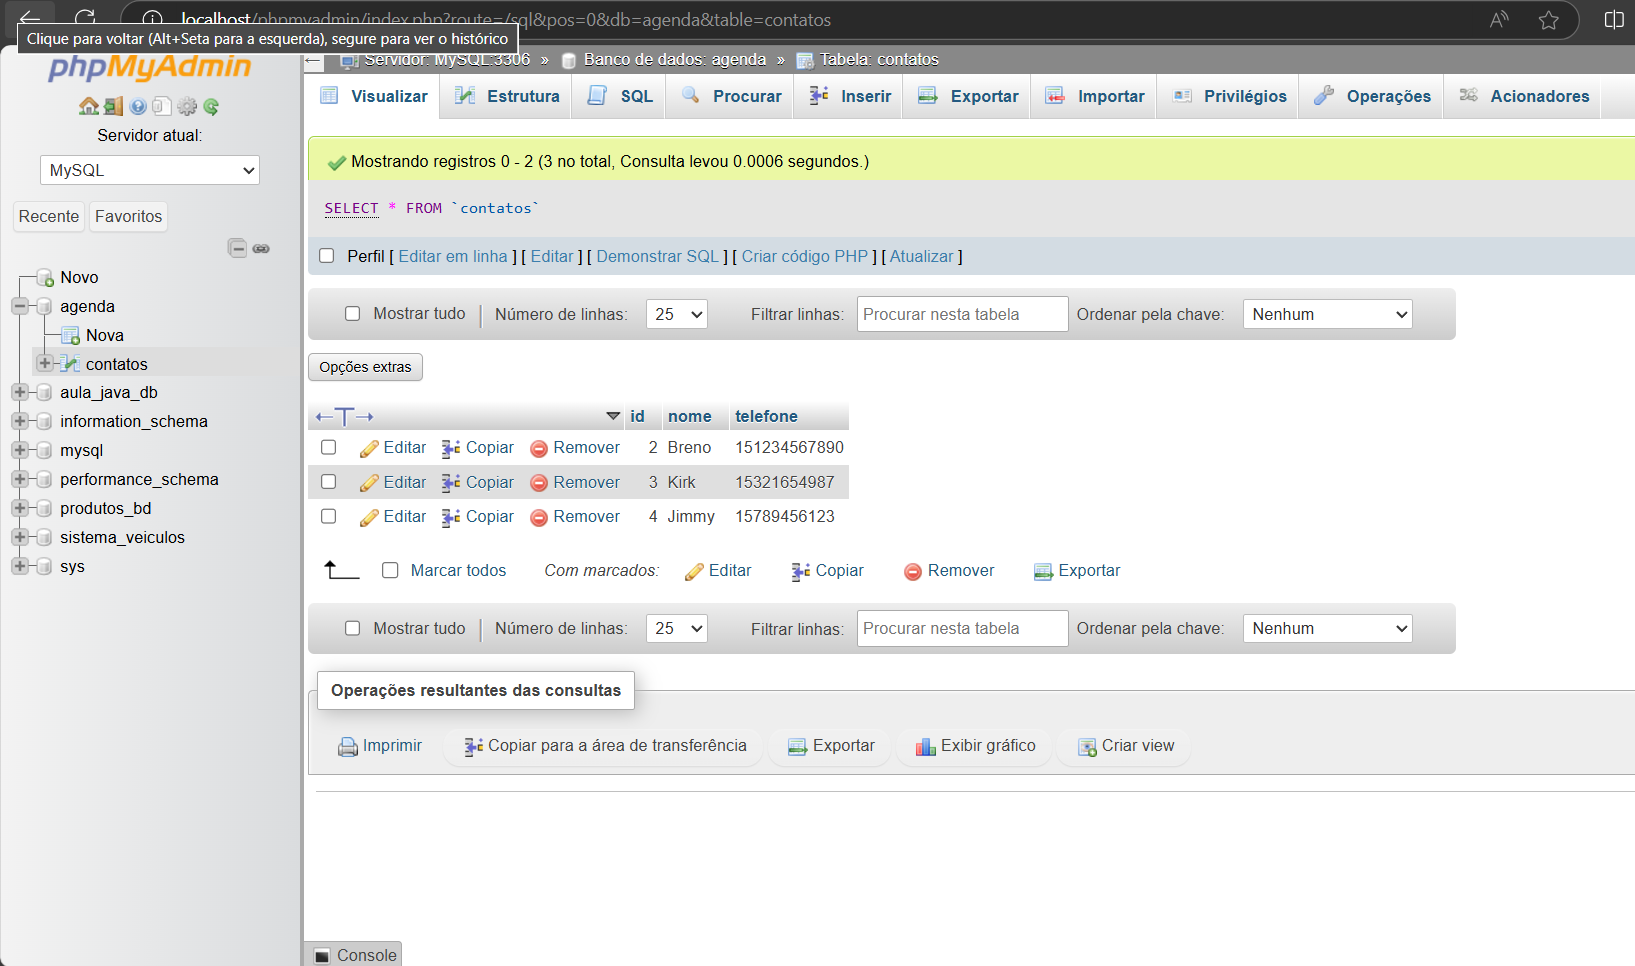 localhost/phpmyadmin/index.php?route=/sql&pos=0&db=agenda&table=contatos
Clique para voltar (Alt+Seta para a esquerda), segure para ver o histórico
phpMyAdmin
Servidor atual:
MySQL
Recente Favoritos
Novo
agenda
Nova
contatos
aula_java_db
information_schema
mysql
performance_schema
produtos_bd
sistema_veiculos
sys
Servidor: MySQL:3306 » Banco de dados: agenda » Tabela: contatos
Visualizar Estrutura SQL Procurar Inserir Exportar Importar Privilégios Operações Acionadores
Mostrando registros 0 - 2 (3 no total, Consulta levou 0.0006 segundos.)
SELECT * FROM `contatos`
Perfil [ Editar em linha ] [ Editar ] [ Demonstrar SQL ] [ Criar código PHP ] [ Atualizar ]
Mostrar tudo Número de linhas: 25 Filtrar linhas: Procurar nesta tabela Ordenar pela chave: Nenhum
Opções extras
id nome telefone
Editar Copiar Remover 2 Breno 151234567890
Editar Copiar Remover 3 Kirk 15321654987
Editar Copiar Remover 4 Jimmy 15789456123
Marcar todos Com marcados: Editar Copiar Remover Exportar
Mostrar tudo Número de linhas: 25 Filtrar linhas: Procurar nesta tabela Ordenar pela chave: Nenhum
Operações resultantes das consultas
Imprimir Copiar para a área de transferência Exportar Exibir gráfico Criar view
Console